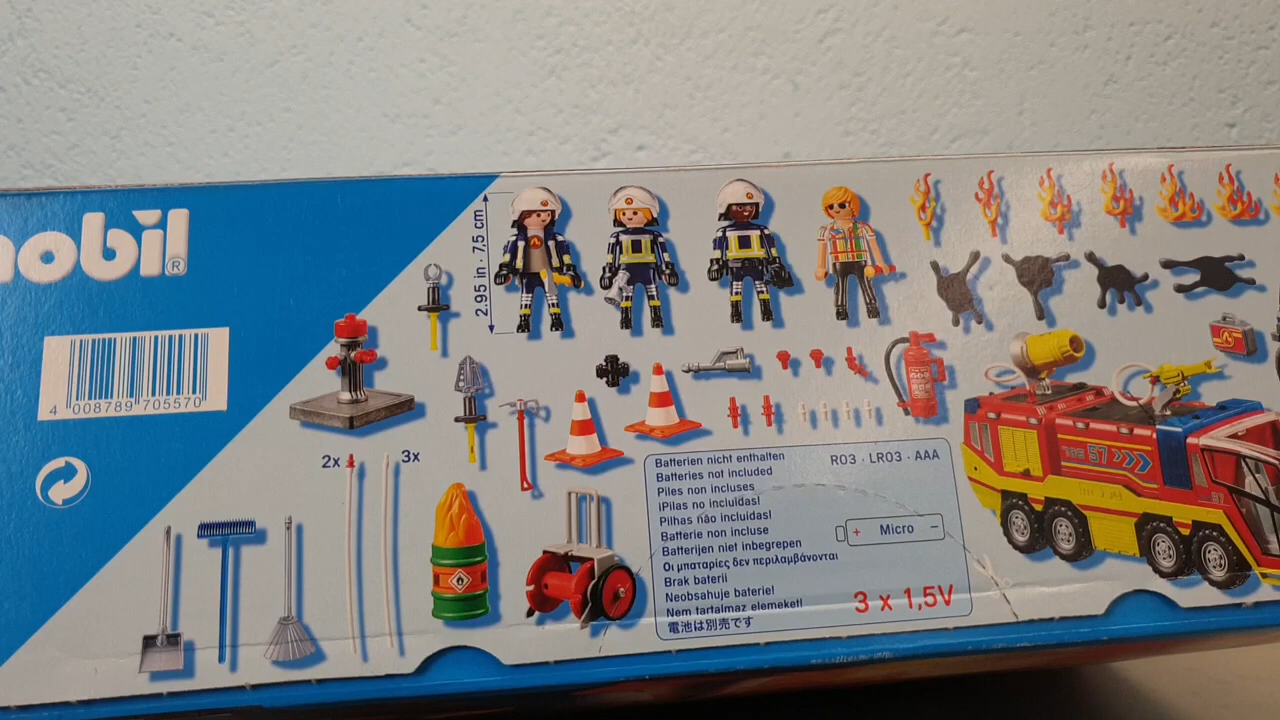 nobil®
4 008789 705570
2.95 in · 7,5 cm
2x
3x
Batterien nicht enthalten
Batteries not included
Piles non incluses
¡Pilas no incluidas!
Pilhas não incluídas!
Batterie non incluse
Batterijen niet inbegrepen
Οι μπαταρίες δεν περιλαμβάνονται
Brak baterii
Neobsahuje baterie!
Nem tartalmaz elemeket!
電池は別売です
R03 · LR03 · AAA
+ Micro −
3 x 1,5V
97
97